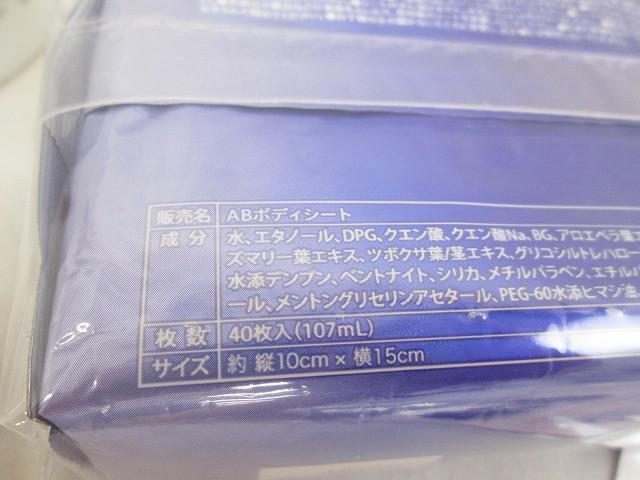 販売名 ABボディシート
成分 水、エタノール、DPG、クエン酸、クエン酸Na、BG、アロエベラ葉エ
ズマリー葉エキス、ツボクサ葉/茎エキス、グリコシルトレハロー
水添デンプン、ベントナイト、シリカ、メチルパラベン、エチルパ
ール、メントングリセリンアセタール、PEG-60水添ヒマシ油、
枚数 40枚入(107mL)
サイズ 約 縦10cm×横15cm